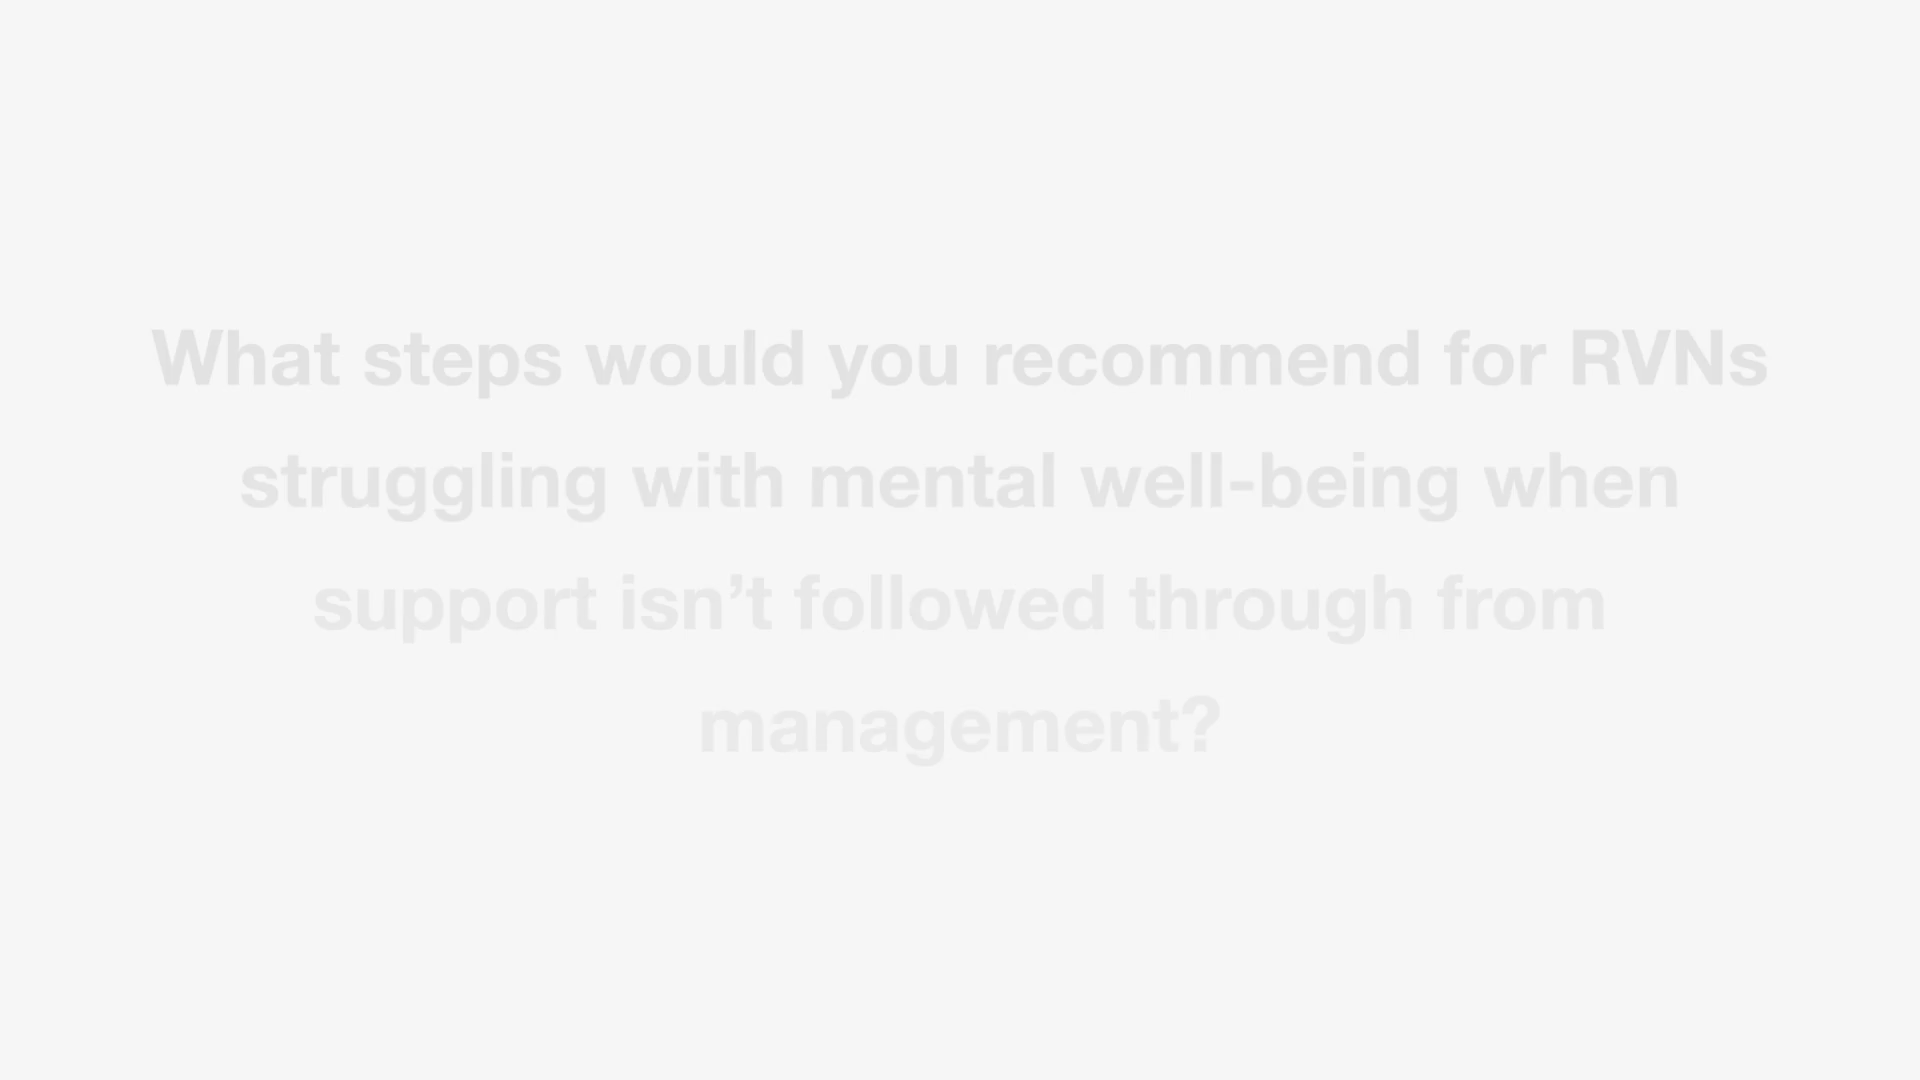 What steps would you recommend for RVNs
struggling with mental well-being when
support isn’t followed through from
management?